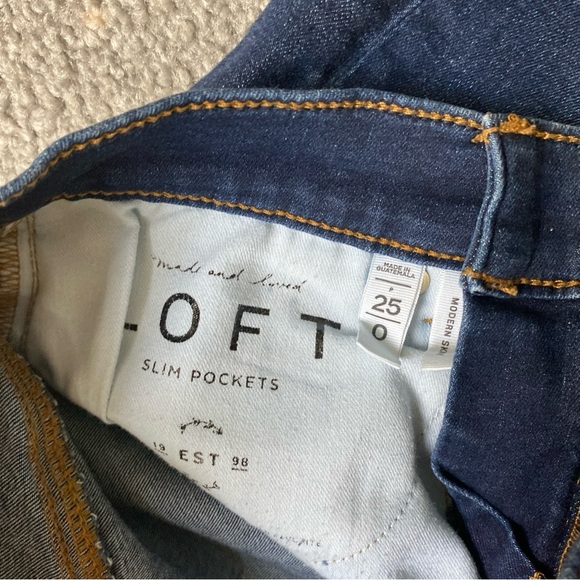 made and loved
LOFT
SLIM POCKETS
19 EST 98
MADE IN
GUATEMALA
P
25
0
MODERN